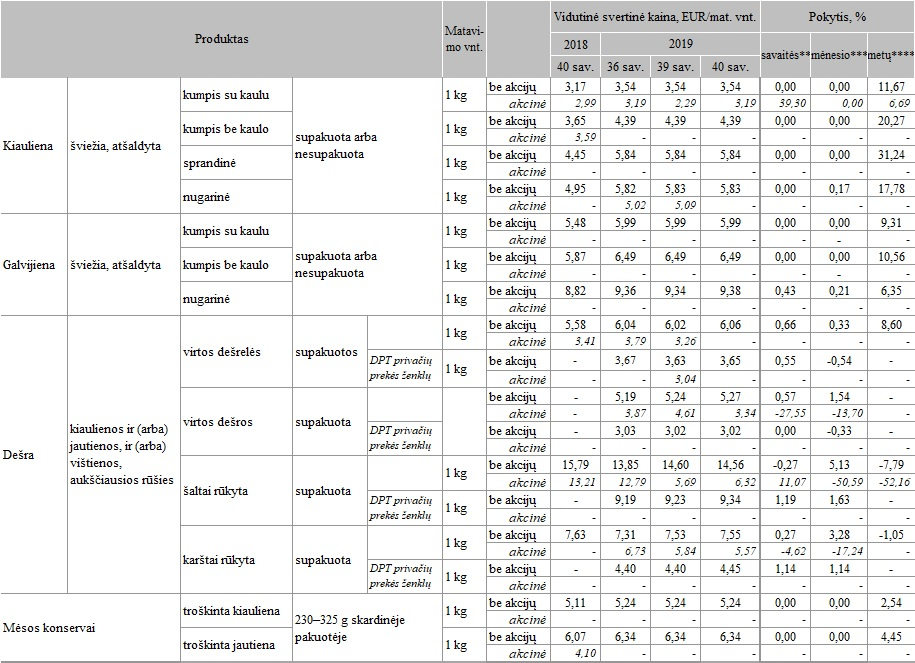 Produktas Matavi- mo vnt. Vidutinė svertinė kaina, EUR/mat. vnt. Pokytis, %
2018 2019 savaitės** mėnesio*** metų****
40 sav. 36 sav. 39 sav. 40 sav.
Kiauliena šviežia, atšaldyta kumpis su kaulu supakuota arba nesupakuota 1 kg be akcijų 3,17 3,54 3,54 3,54 0,00 0,00 11,67
akcinė 2,99 3,19 2,29 3,19 39,30 0,00 6,69
kumpis be kaulo 1 kg be akcijų 3,65 4,39 4,39 4,39 0,00 0,00 20,27
akcinė 3,59 - - - - - -
sprandinė 1 kg be akcijų 4,45 5,84 5,84 5,84 0,00 0,00 31,24
akcinė - - - - - - -
nugarinė 1 kg be akcijų 4,95 5,82 5,83 5,83 0,00 0,17 17,78
akcinė - 5,02 5,09 - - - -
Galvijiena šviežia, atšaldyta kumpis su kaulu supakuota arba nesupakuota 1 kg be akcijų 5,48 5,99 5,99 5,99 0,00 0,00 9,31
akcinė - - - - - - -
kumpis be kaulo 1 kg be akcijų 5,87 6,49 6,49 6,49 0,00 0,00 10,56
akcinė - - - - - - -
nugarinė 1 kg be akcijų 8,82 9,36 9,34 9,38 0,43 0,21 6,35
akcinė - - - - - - -
Dešra kiaulienos ir (arba) jautienos, ir (arba) vištienos, aukščiausios rūšies virtos dešrelės supakuotos 1 kg be akcijų 5,58 6,04 6,02 6,06 0,66 0,33 8,60
akcinė 3,41 3,79 3,26 - - - -
DPT privačių prekės ženklų 1 kg be akcijų - 3,67 3,63 3,65 0,55 -0,54 -
akcinė - - 3,04 - - - -
virtos dešros supakuota be akcijų - 5,19 5,24 5,27 0,57 1,54 -
akcinė - 3,87 4,61 3,34 -27,55 -13,70 -
DPT privačių prekės ženklų be akcijų - 3,03 3,02 3,02 0,00 -0,33 -
akcinė - - - - - - -
šaltai rūkyta supakuota 1 kg be akcijų 15,79 13,85 14,60 14,56 -0,27 5,13 -7,79
akcinė 13,21 12,79 5,69 6,32 11,07 -50,59 -52,16
DPT privačių prekės ženklų 1 kg be akcijų - 9,19 9,23 9,34 1,19 1,63 -
akcinė - - - - - - -
karštai rūkyta supakuota 1 kg be akcijų 7,63 7,31 7,53 7,55 0,27 3,28 -1,05
akcinė - 6,73 5,84 5,57 -4,62 -17,24 -
DPT privačių prekės ženklų 1 kg be akcijų - 4,40 4,40 4,45 1,14 1,14 -
akcinė - - - - - - -
Mėsos konservai troškinta kiauliena 230–325 g skardinėje pakuotėje 1 kg be akcijų 5,11 5,24 5,24 5,24 0,00 0,00 2,54
akcinė - - - - - - -
troškinta jautiena 1 kg be akcijų 6,07 6,34 6,34 6,34 0,00 0,00 4,45
akcinė 4,10 - - - - - -